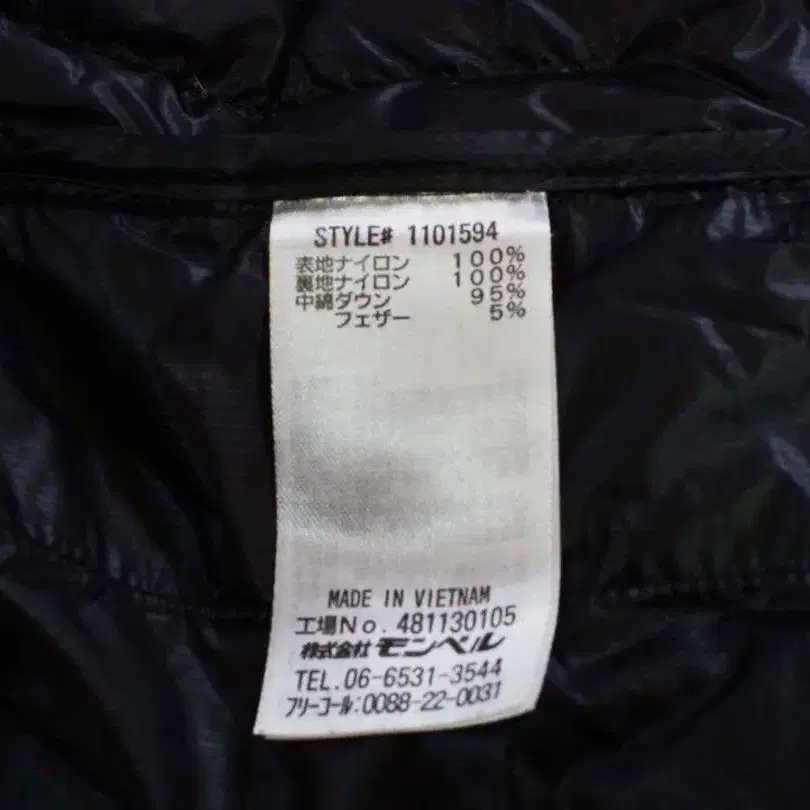 STYLE# 1101594
表地ナイロン 100%
裏地ナイロン 100%
中綿ダウン 95%
フェザー 5%
MADE IN VIETNAM
工場No. 481130105
株式会社 モンベル
TEL.06-6531-3544
フリーコール:0088-22-0031